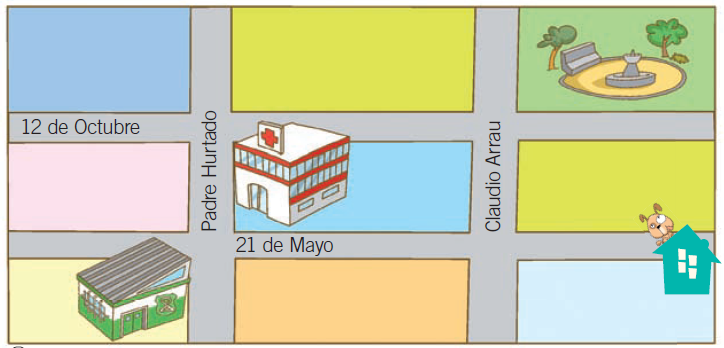 12 de Octubre
Padre Hurtado
Claudio Arrau
21 de Mayo